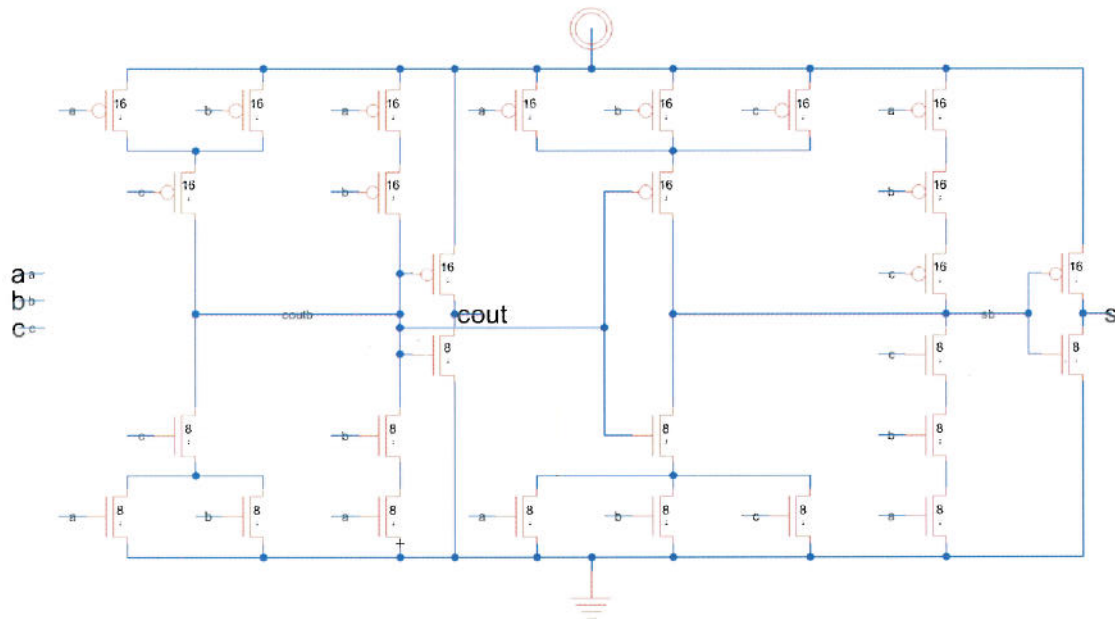 a b a a b c a
16 16 16 16 16 16 16
c b b
16 16 16 16
a a c
16 16 16
b b
coutb cout sb s
c c
8 c 8
8
c b b
8 8 8 8
a b a a b c a
8 8 8 8 8 8 8